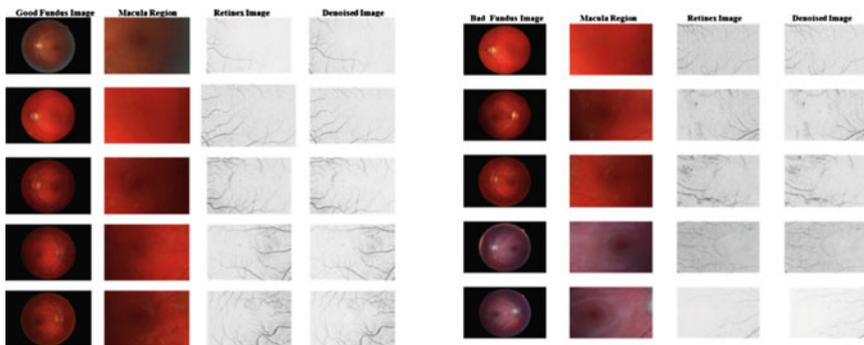 Good Fundus Image Macula Region Retinex Image Denoised Image
Bad Fundus Image Macula Region Retinex Image Denoised Image